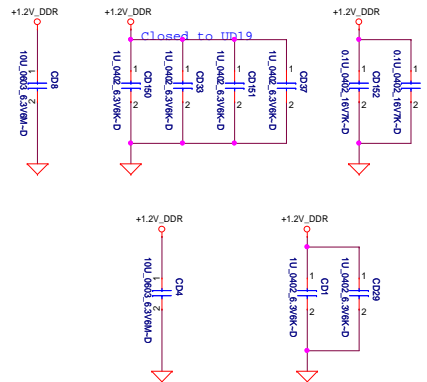 +1.2V_DDR
+1.2V_DDR
+1.2V_DDR
Closed to UD19
1
2
CD8
10U_0603_6.3V6M~D
1
2
CD150
1U_0402_6.3V6K~D
1
2
CD33
1U_0402_6.3V6K~D
1
2
CD151
1U_0402_6.3V6K~D
1
2
CD37
1U_0402_6.3V6K~D
1
2
CD152
0.1U_0402_16V7K~D
1
2
0.1U_0402_16V7K~D
+1.2V_DDR
+1.2V_DDR
1
2
CD4
10U_0603_6.3V6M~D
1
2
CD1
1U_0402_6.3V6K~D
1
2
CD29
1U_0402_6.3V6K~D